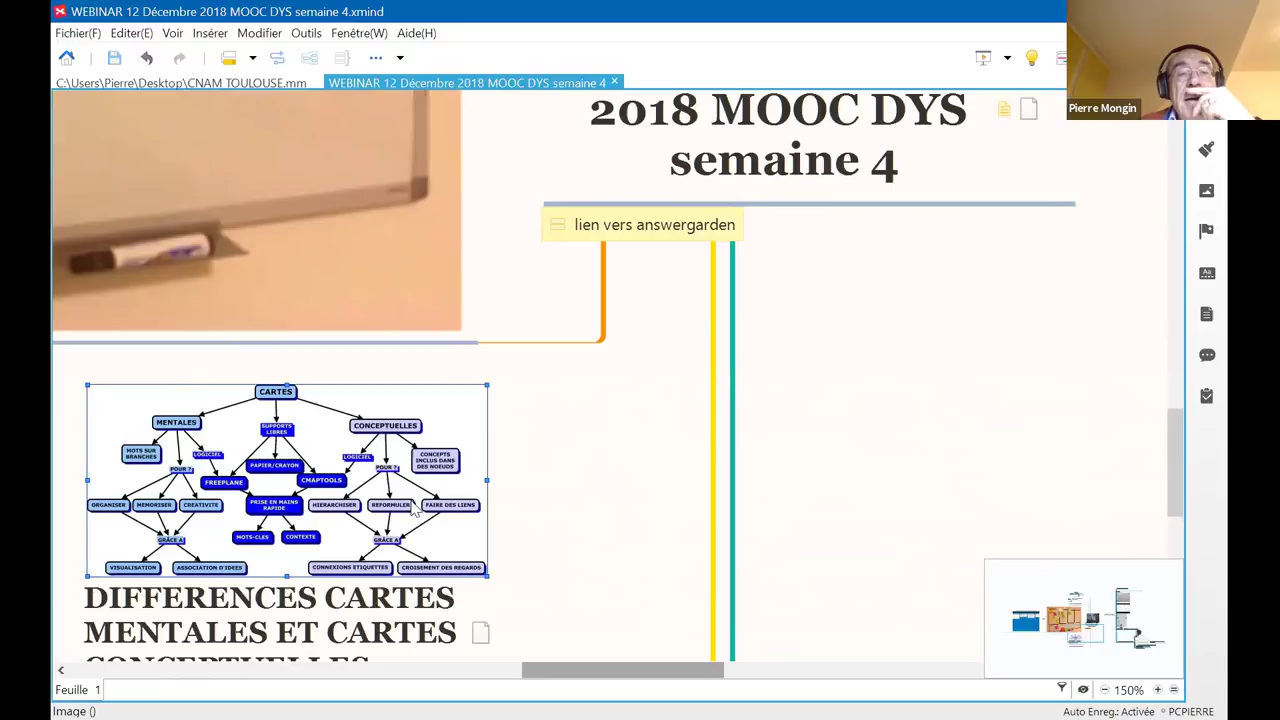 WEBINAR 12 Décembre 2018 MOOC DYS semaine 4.xmind
Fichier(F) Editer(E) Voir Insérer Modifier Outils Fenêtre(W) Aide(H)
Pierre Mongin
C:\Users\Pierre\Desktop\CNAM TOULOUSE.mm
WEBINAR 12 Décembre 2018 MOOC DYS semaine 4
2018 MOOC DYS
semaine 4
lien vers answergarden
CARTES
MENTALES
SUPPORTS
LIBRES
CONCEPTUELLES
MOTS SUR
BRANCHES
LOGICIEL
POUR ?
PAPIER/CRAYON
LOGICIEL
POUR ?
CONCEPTS
INCLUS DANS
DES NOEUDS
FREEPLANE
CMAPTOOLS
ORGANISER
MEMORISER
CREATIVITE
PRISE EN MAINS
RAPIDE
HIERARCHISER
REFORMULER
FAIRE DES LIENS
GRÂCE A
MOTS-CLES
CONTEXTE
GRÂCE A
VISUALISATION
ASSOCIATION D'IDEES
CONNEXIONS ETIQUETTES
CROISEMENT DES REGARDS
DIFFERENCES CARTES
MENTALES ET CARTES
CONCEPTUELLES
Feuille 1
150%
Image ()
Auto Enreg.: Activée
PCPIERRE